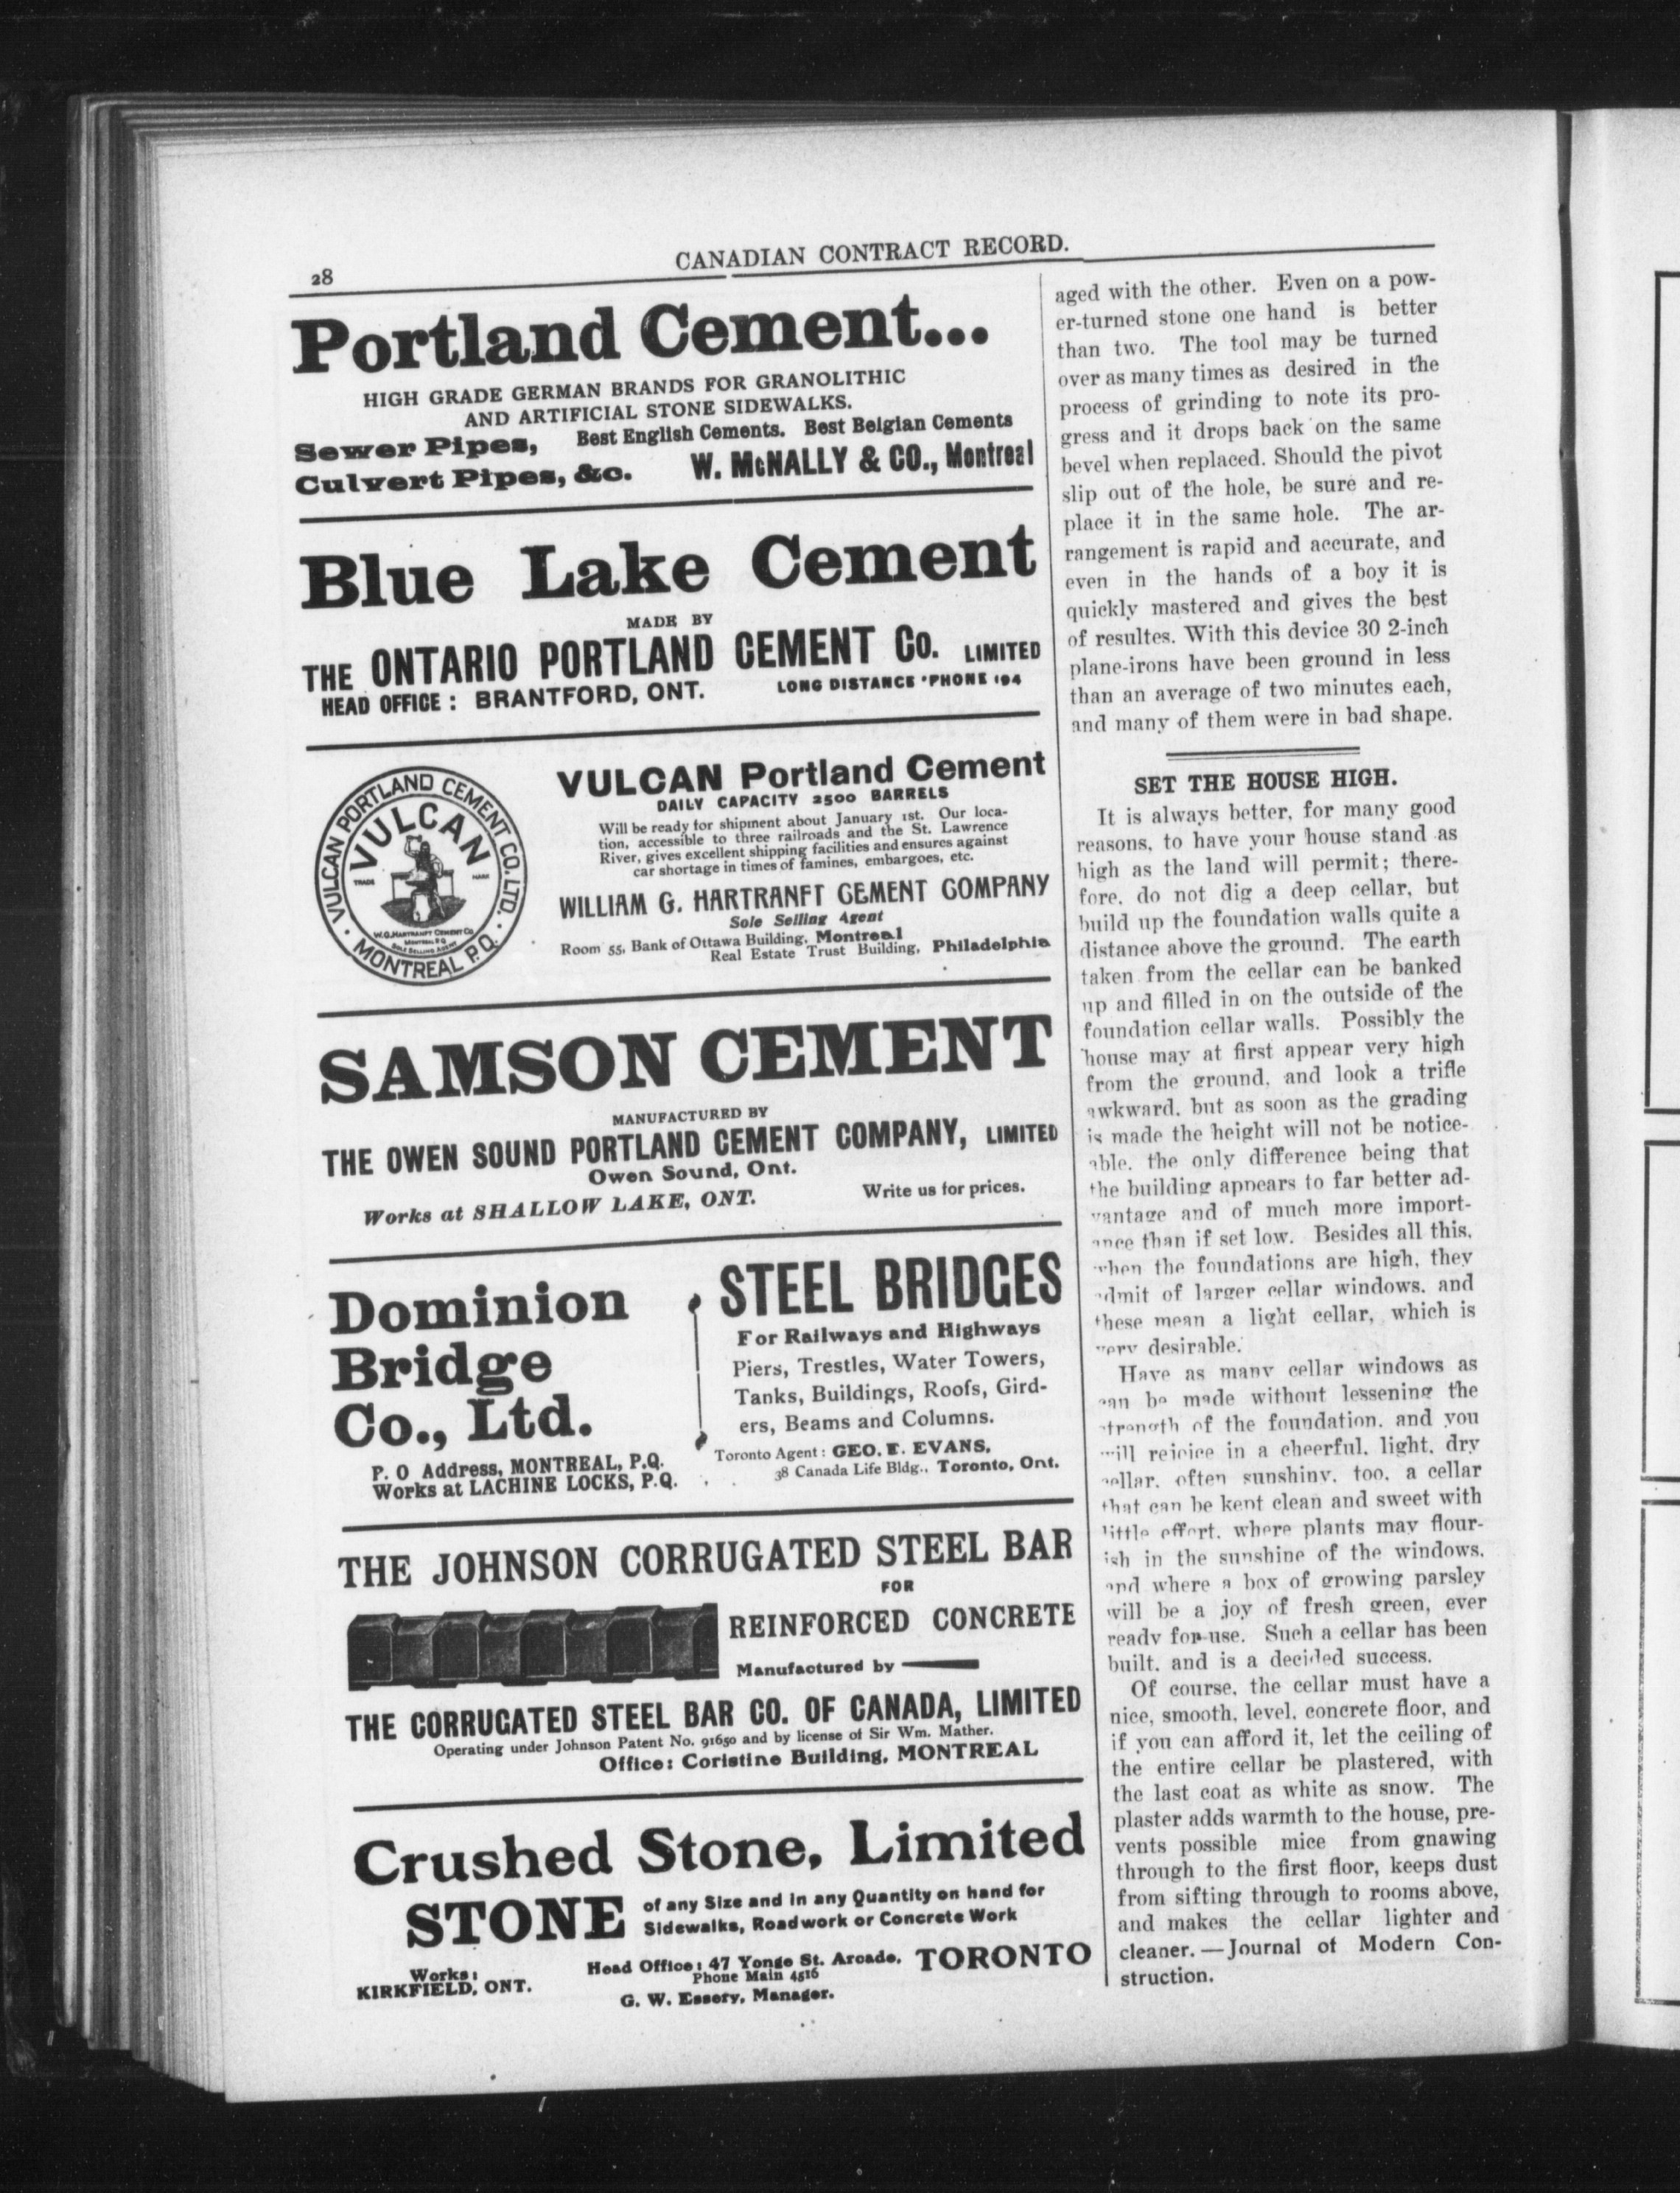 28
CANADIAN CONTRACT RECORD.
Portland Cement...
HIGH GRADE GERMAN BRANDS FOR GRANOLITHIC
AND ARTIFICIAL STONE SIDEWALKS.
Sewer Pipes,
Culvert Pipes, &c.
Best English Cements. Best Belgian Cements
W. McNALLY & CO., Montreal
Blue Lake Cement
MADE BY
THE ONTARIO PORTLAND CEMENT Co. LIMITED
HEAD OFFICE : BRANTFORD, ONT.
LONG DISTANCE 'PHONE 194
VULCAN PORTLAND CEMENT CO. LTD.
VULCAN
TRADE MARK
W.G. HARTRANFT CEMENT CO
MONTREAL P.Q
SOLE SELLING AGENT
MONTREAL P.Q.
VULCAN Portland Cement
DAILY CAPACITY 2500 BARRELS
Will be ready for shipment about January 1st. Our loca-
tion, accessible to three railroads and the St. Lawrence
River, gives excellent shipping facilities and ensures against
car shortage in times of famines, embargoes, etc.
WILLIAM G. HARTRANFT CEMENT COMPANY
Sole Selling Agent
Room 55, Bank of Ottawa Building, Montreal
Real Estate Trust Building, Philadelphia
SAMSON CEMENT
MANUFACTURED BY
THE OWEN SOUND PORTLAND CEMENT COMPANY, LIMITED
Owen Sound, Ont.
Works at SHALLOW LAKE, ONT.
Write us for prices.
Dominion
Bridge
Co., Ltd.
P. O Address, MONTREAL, P.Q.
Works at LACHINE LOCKS, P.Q.
STEEL BRIDGES
For Railways and Highways
Piers, Trestles, Water Towers,
Tanks, Buildings, Roofs, Gird-
ers, Beams and Columns.
Toronto Agent : GEO. E. EVANS,
38 Canada Life Bldg., Toronto, Ont.
THE JOHNSON CORRUGATED STEEL BAR
FOR
REINFORCED CONCRETE
Manufactured by
THE CORRUGATED STEEL BAR CO. OF CANADA, LIMITED
Operating under Johnson Patent No. 91650 and by license of Sir Wm. Mather.
Office: Coristine Building, MONTREAL
Crushed Stone, Limited
STONE
of any Size and in any Quantity on hand for
Sidewalks, Roadwork or Concrete Work
Works:
KIRKFIELD, ONT.
Head Office: 47 Yonge St. Arcade, TORONTO
Phone Main 4516
G. W. Essery, Manager.
aged with the other. Even on a pow-
er-turned stone one hand is better
than two. The tool may be turned
over as many times as desired in the
process of grinding to note its pro-
gress and it drops back on the same
bevel when replaced. Should the pivot
slip out of the hole, be sure and re-
place it in the same hole. The ar-
rangement is rapid and accurate, and
even in the hands of a boy it is
quickly mastered and gives the best
of resultes. With this device 30 2-inch
plane-irons have been ground in less
than an average of two minutes each,
and many of them were in bad shape.
SET THE HOUSE HIGH.
It is always better, for many good
reasons, to have your house stand as
high as the land will permit; there-
fore, do not dig a deep cellar, but
build up the foundation walls quite a
distance above the ground. The earth
taken from the cellar can be banked
up and filled in on the outside of the
foundation cellar walls. Possibly the
house may at first appear very high
from the ground, and look a trifle
awkward, but as soon as the grading
is made the height will not be notice-
able, the only difference being that
the building appears to far better ad-
vantage and of much more import-
ance than if set low. Besides all this,
when the foundations are high, they
admit of larger cellar windows, and
these mean a light cellar, which is
very desirable.
Have as many cellar windows as
can be made without lessening the
strength of the foundation, and you
will rejoice in a cheerful, light, dry
cellar, often sunshiny, too, a cellar
that can be kept clean and sweet with
little effort, where plants may flour-
ish in the sunshine of the windows,
and where a box of growing parsley
will be a joy of fresh green, ever
ready for use. Such a cellar has been
built, and is a decided success.
Of course, the cellar must have a
nice, smooth, level, concrete floor, and
if you can afford it, let the ceiling of
the entire cellar be plastered, with
the last coat as white as snow. The
plaster adds warmth to the house, pre-
vents possible mice from gnawing
through to the first floor, keeps dust
from sifting through to rooms above,
and makes the cellar lighter and
cleaner. — Journal of Modern Con-
struction.